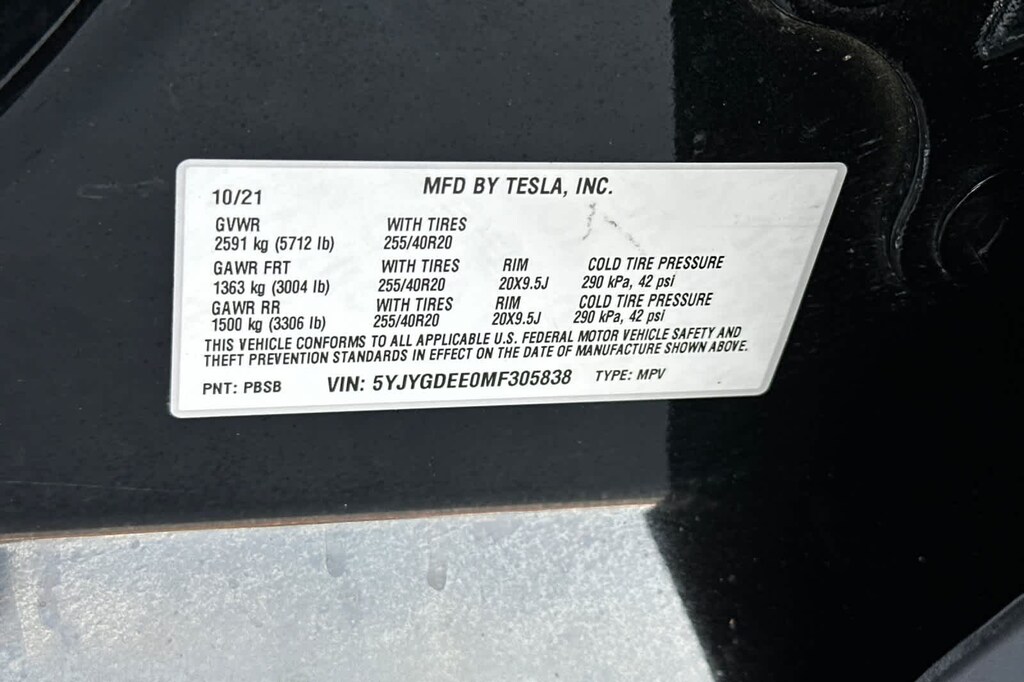 MFD BY TESLA, INC.
10/21
GVWR WITH TIRES
2591 kg (5712 lb) 255/40R20
GAWR FRT WITH TIRES RIM COLD TIRE PRESSURE
1363 kg (3004 lb) 255/40R20 20X9.5J 290 kPa, 42 psi
GAWR RR WITH TIRES RIM COLD TIRE PRESSURE
1500 kg (3306 lb) 255/40R20 20X9.5J 290 kPa, 42 psi
THIS VEHICLE CONFORMS TO ALL APPLICABLE U.S. FEDERAL MOTOR VEHICLE SAFETY AND
THEFT PREVENTION STANDARDS IN EFFECT ON THE DATE OF MANUFACTURE SHOWN ABOVE.
PNT: PBSB VIN: 5YJYGDEE0MF305838 TYPE: MPV